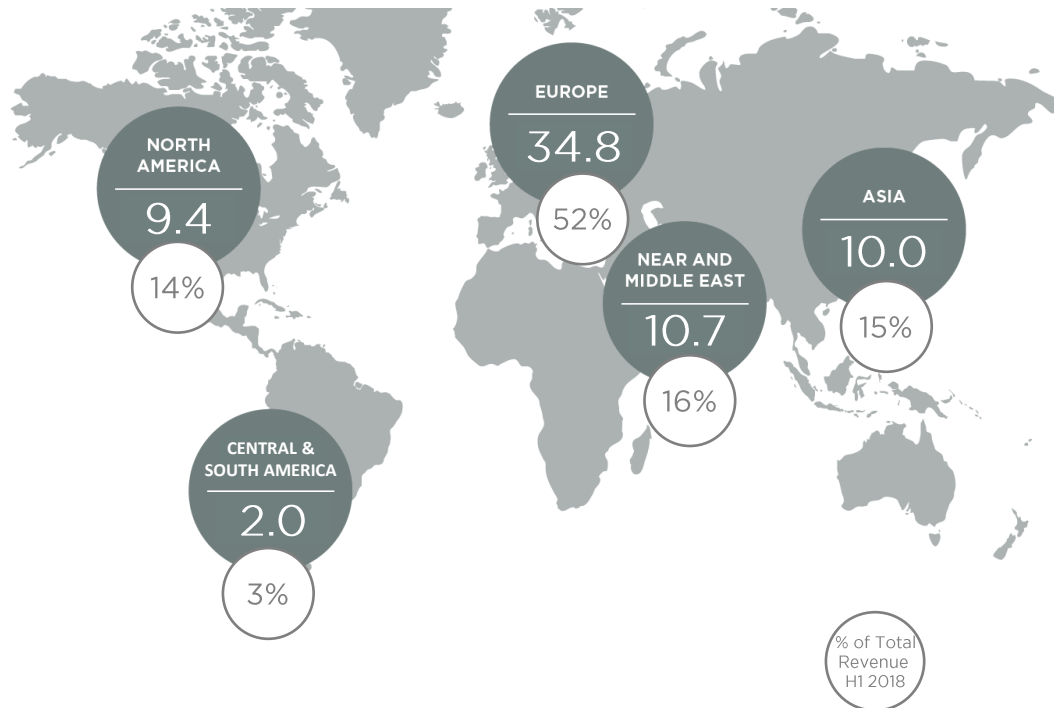 NORTH
AMERICA
9.4
14%
EUROPE
34.8
52%
NEAR AND
MIDDLE EAST
10.7
16%
ASIA
10.0
15%
CENTRAL &
SOUTH AMERICA
2.0
3%
% of Total
Revenue
H1 2018